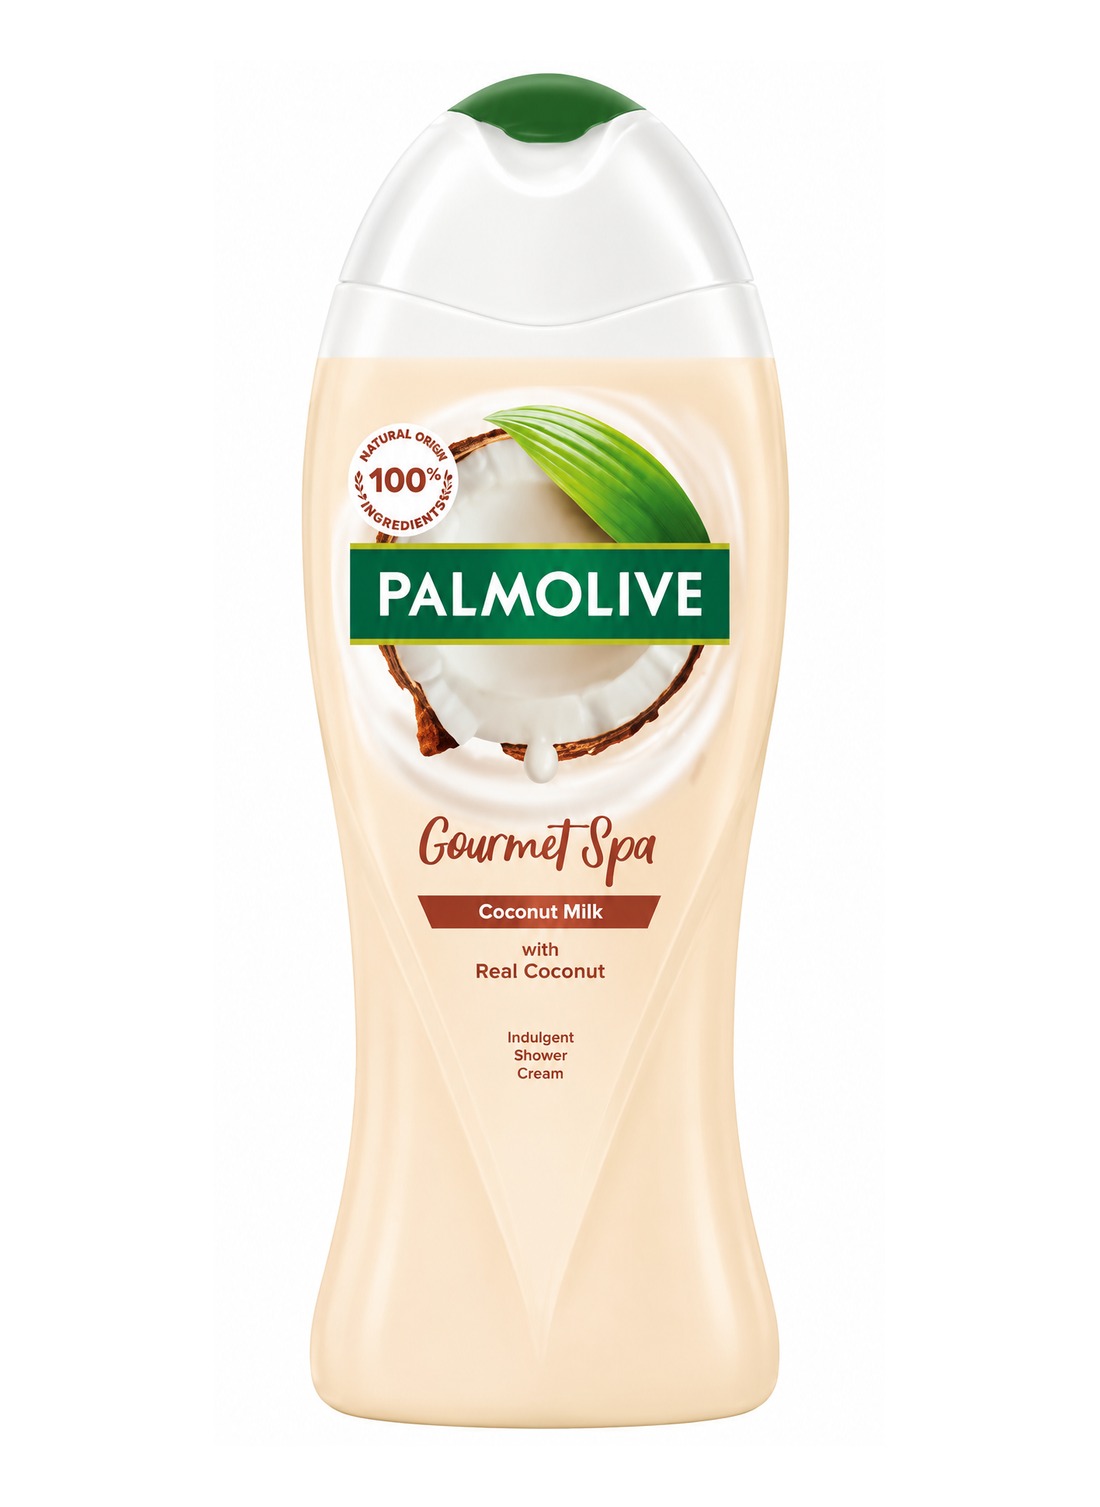 NATURAL ORIGIN
100%
INGREDIENTS
PALMOLIVE
Gourmet Spa
Coconut Milk
with
Real Coconut
Indulgent
Shower
Cream